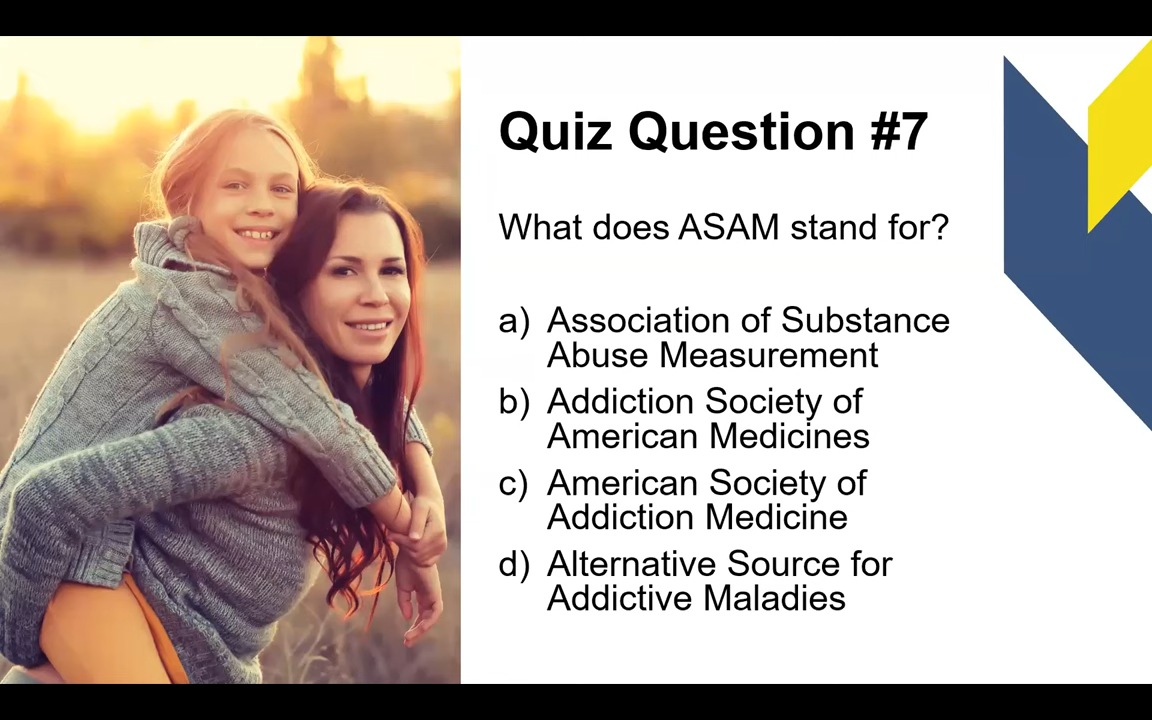 Quiz Question #7
What does ASAM stand for?
a) Association of Substance
Abuse Measurement
b) Addiction Society of
American Medicines
c) American Society of
Addiction Medicine
d) Alternative Source for
Addictive Maladies